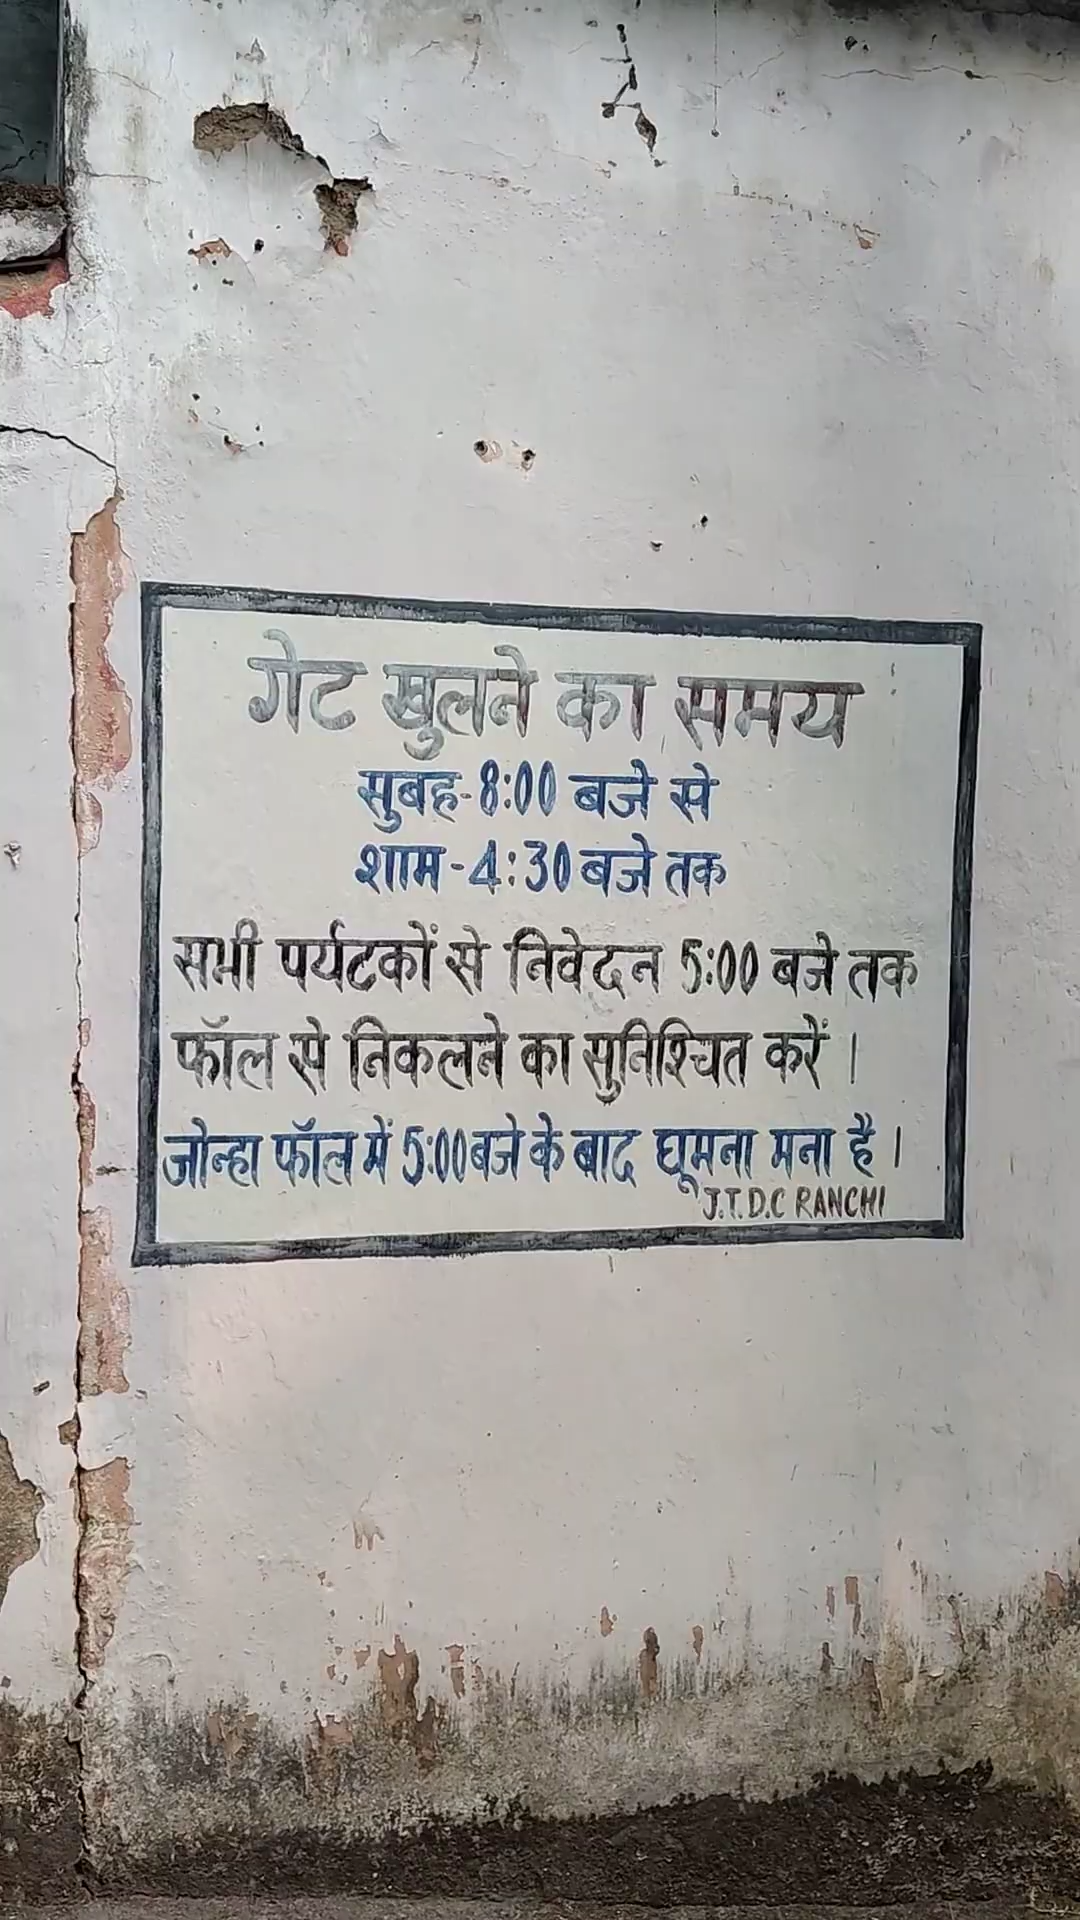 गेट खुलने का समय
सुबह-8:00 बजे से
शाम-4:30 बजे तक
सभी पर्यटकों से निवेदन 5:00 बजे तक
फॉल से निकलने का सुनिश्चित करें ।
जोन्हा फॉल में 5:00 बजे के बाद घूमना मना है ।
J.T.D.C RANCHI